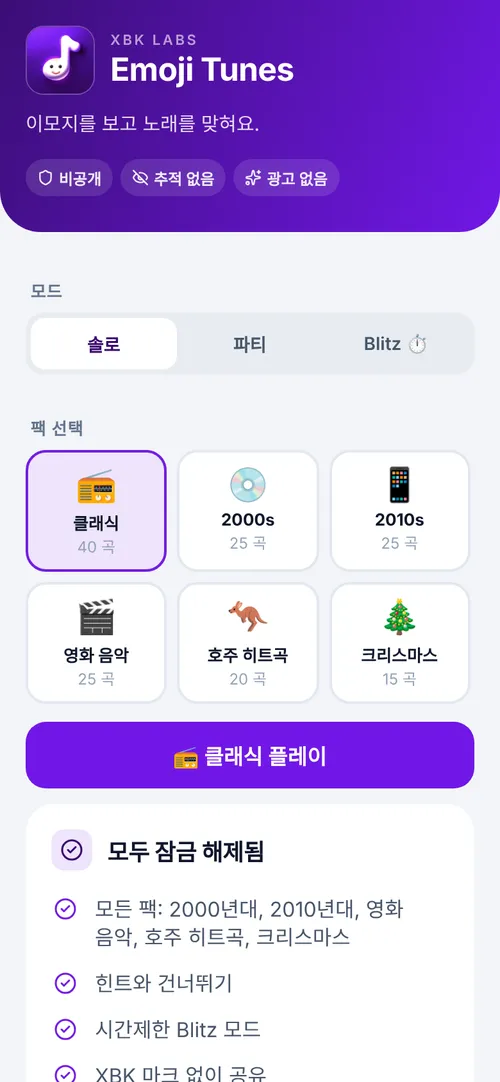 XBK LABS
Emoji Tunes
이모지를 보고 노래를 맞혀요.
비공개
추적 없음
광고 없음
모드
솔로
파티
Blitz ⏱️
팩 선택
클래식
40 곡
2000s
25 곡
2010s
25 곡
영화 음악
25 곡
호주 히트곡
20 곡
크리스마스
15 곡
📻 클래식 플레이
모두 잠금 해제됨
모든 팩: 2000년대, 2010년대, 영화
음악, 호주 히트곡, 크리스마스
힌트와 건너뛰기
시간제한 Blitz 모드
XBK 마크 없이 공유